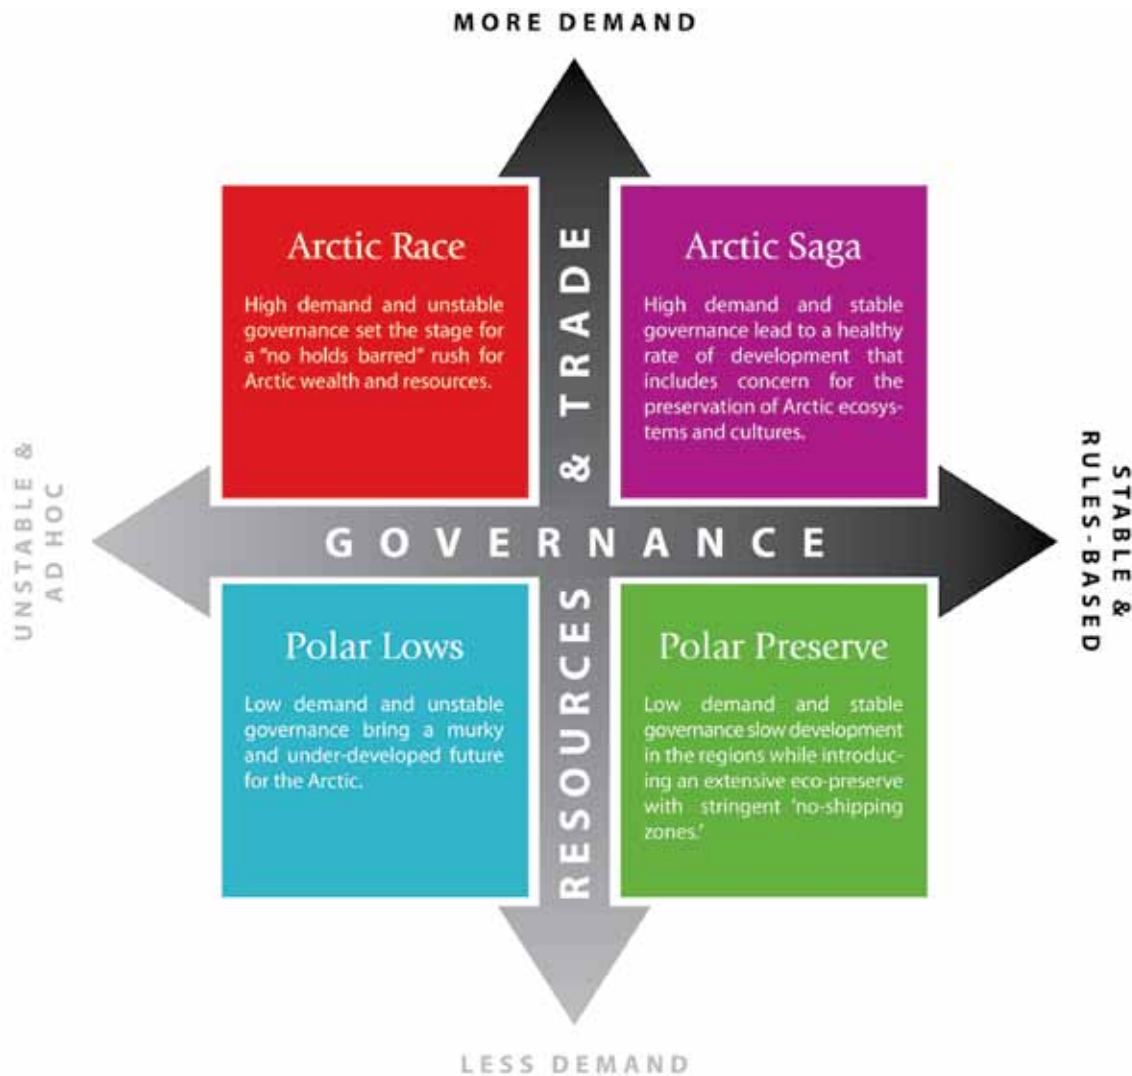 MORE DEMAND
Arctic Race
High demand and unstable
governance set the stage for
a "no holds barred" rush for
Arctic wealth and resources.
Arctic Saga
High demand and stable
governance lead to a healthy
rate of development that
includes concern for the
preservation of Arctic ecosys-
tems and cultures.
RESOURCES & TRADE
UNSTABLE &
AD HOC
GOVERNANCE
STABLE &
RULES-BASED
Polar Lows
Low demand and unstable
governance bring a murky
and under-developed future
for the Arctic.
Polar Preserve
Low demand and stable
governance slow development
in the regions while introduc-
ing an extensive eco-preserve
with stringent 'no-shipping
zones.'
LESS DEMAND